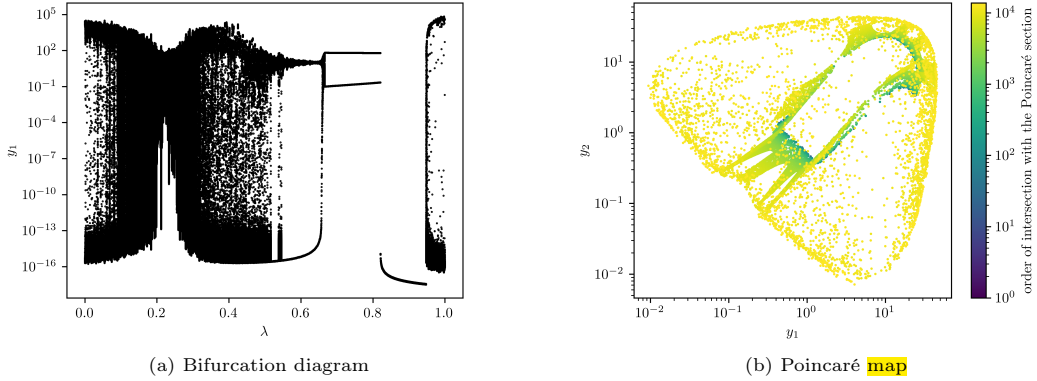 10^5
10^2
10^{-1}
10^{-4}
10^{-7}
10^{-10}
10^{-13}
10^{-16}
y_1
0.0 0.2 0.4 0.6 0.8 1.0
λ
(a) Bifurcation diagram
10^1
10^0
10^{-1}
10^{-2}
y_2
10^{-2} 10^{-1} 10^0 10^1
y_1
(b) Poincaré map
10^4
10^3
10^2
10^1
10^0
order of intersection with the Poincaré section